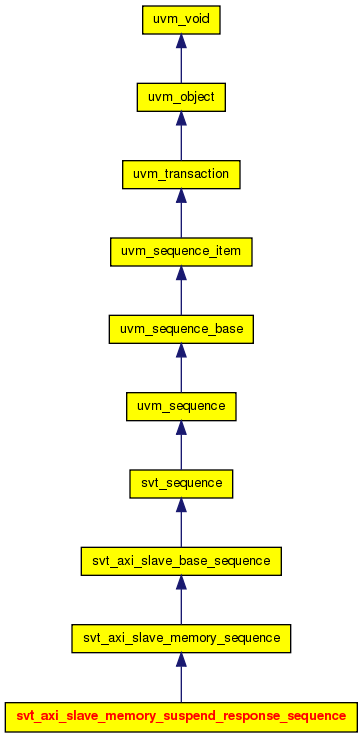 uvm_void
uvm_object
uvm_transaction
uvm_sequence_item
uvm_sequence_base
uvm_sequence
svt_sequence
svt_axi_slave_base_sequence
svt_axi_slave_memory_sequence
svt_axi_slave_memory_suspend_response_sequence